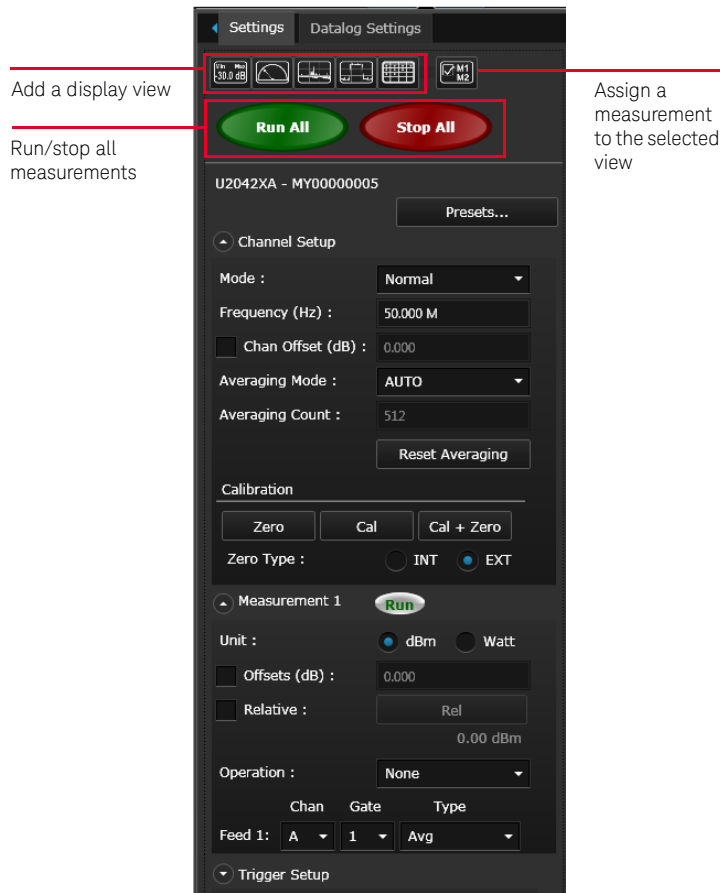 Settings Datalog Settings
Min Max
-30.0 dB
M1
M2
Add a display view
Assign a
measurement
to the selected
view
Run All Stop All
Run/stop all
measurements
U2042XA - MY00000005
Presets...
Channel Setup
Mode : Normal
Frequency (Hz) : 50.000 M
Chan Offset (dB) : 0.000
Averaging Mode : AUTO
Averaging Count : 512
Reset Averaging
Calibration
Zero Cal Cal + Zero
Zero Type : INT EXT
Measurement 1 Run
Unit : dBm Watt
Offsets (dB) : 0.000
Relative : Rel
0.00 dBm
Operation : None
Chan Gate Type
Feed 1: A 1 Avg
Trigger Setup